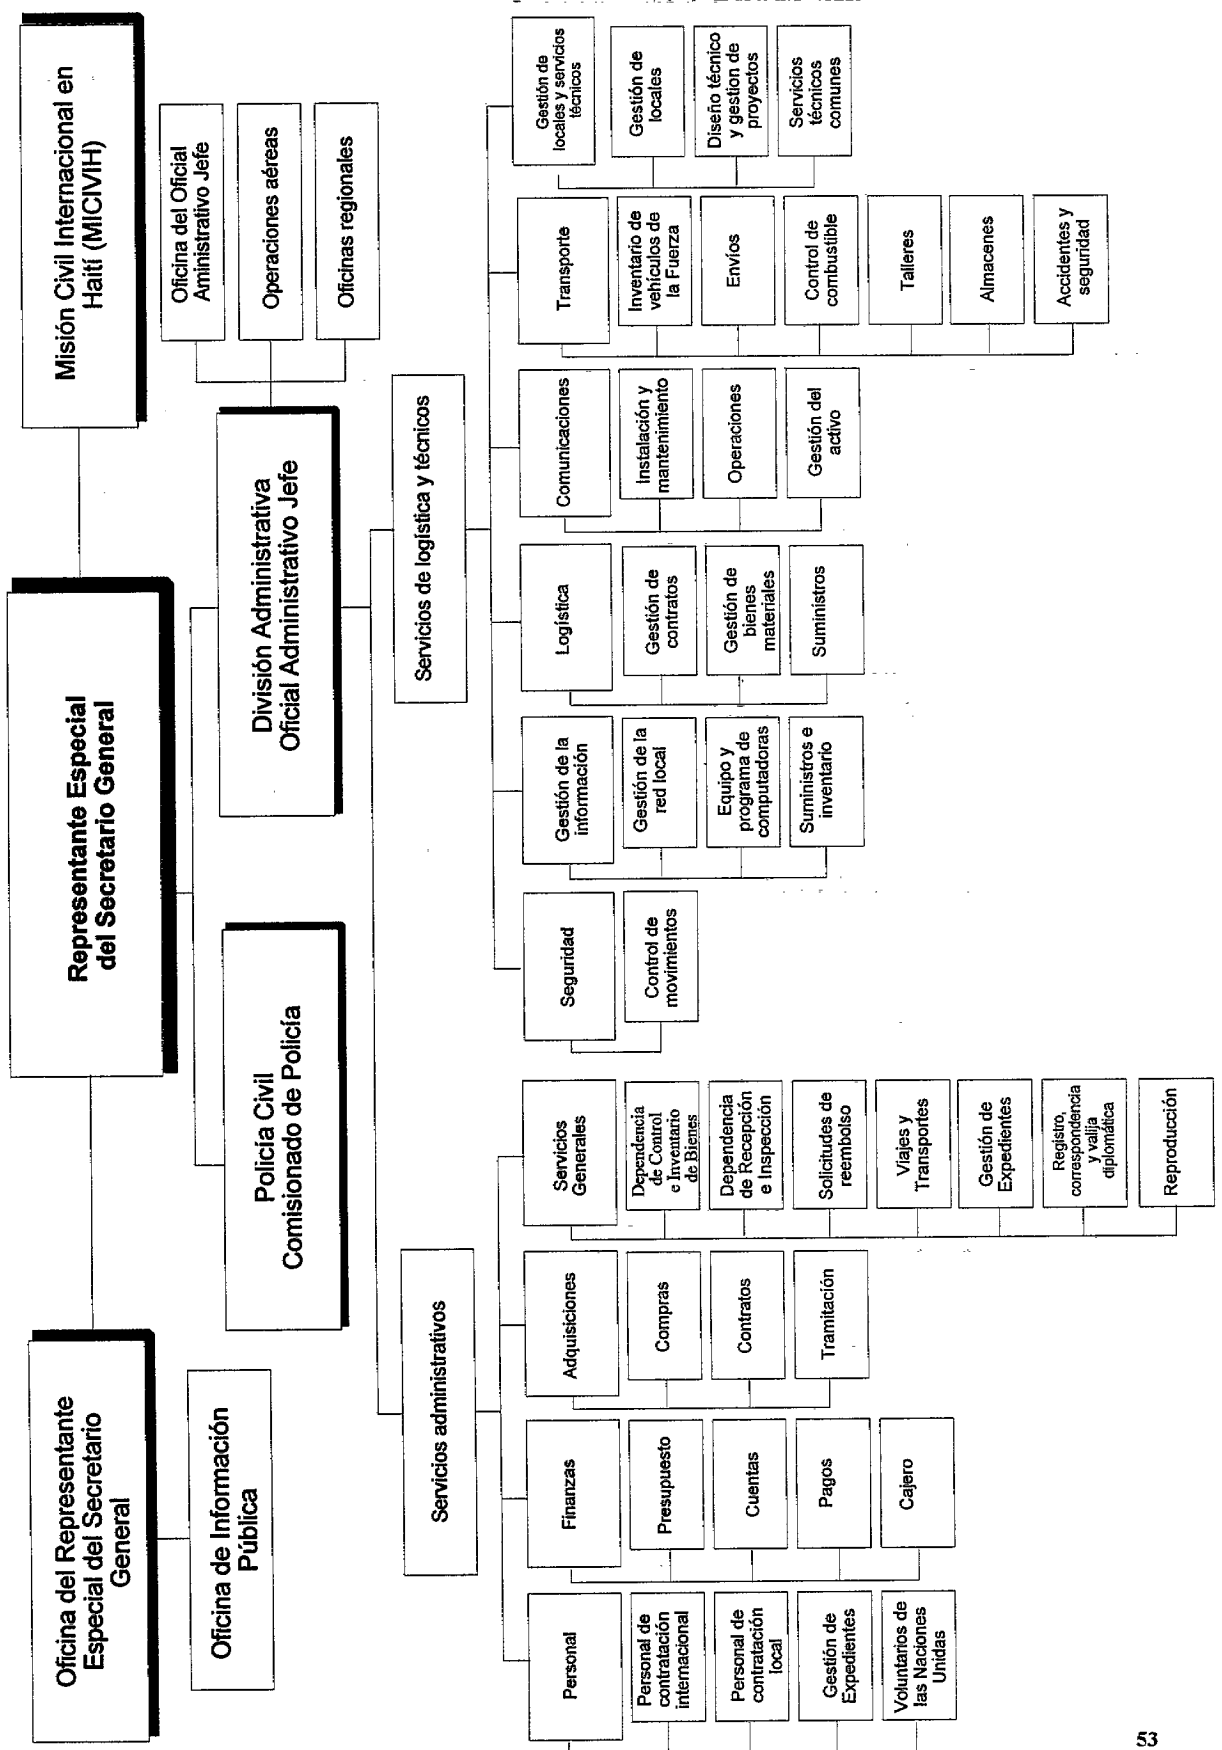 Oficina del Representante
Especial del Secretario
General
Representante Especial
del Secretario General
Misión Civil Internacional en
Haití (MICIVIH)
Oficina de Información
Pública
Policía Civil
Comisionado de Policía
División Administrativa
Oficial Administrativo Jefe
Oficina del Oficial
Aministrativo Jefe
Operaciones aéreas
Oficinas regionales
Servicios administrativos
Servicios de logística y técnicos
Personal
Personal de
contratación
internacional
Personal de
contratación
local
Gestión de
Expedientes
Voluntarios de
las Naciones
Unidas
Finanzas
Presupuesto
Cuentas
Pagos
Cajero
Adquisiciones
Compras
Contratos
Tramitación
Servicios
Generales
Dependencia
de Control
e Inventario
de Bienes
Dependencia
de Recepción
e Inspección
Solicitudes de
reembolso
Viajes y
Transportes
Gestión de
Expedientes
Registro,
correspondencia
y valija
diplomática
Reproducción
Seguridad
Control de
movimientos
Gestión de la
información
Gestión de la
red local
Equipo y
programa de
computadoras
Suministros e
inventario
Logística
Gestión de
contratos
Gestión de
bienes
materiales
Suministros
Comunicaciones
Instalación y
mantenimiento
Operaciones
Gestión del
activo
Transporte
Inventario de
vehículos de
la Fuerza
Envíos
Control de
combustible
Talleres
Almacenes
Accidentes y
seguridad
Gestión de
locales y servicios
técnicos
Gestión de
locales
Diseño técnico
y gestion de
proyectos
Servicios
técnicos
comunes
53